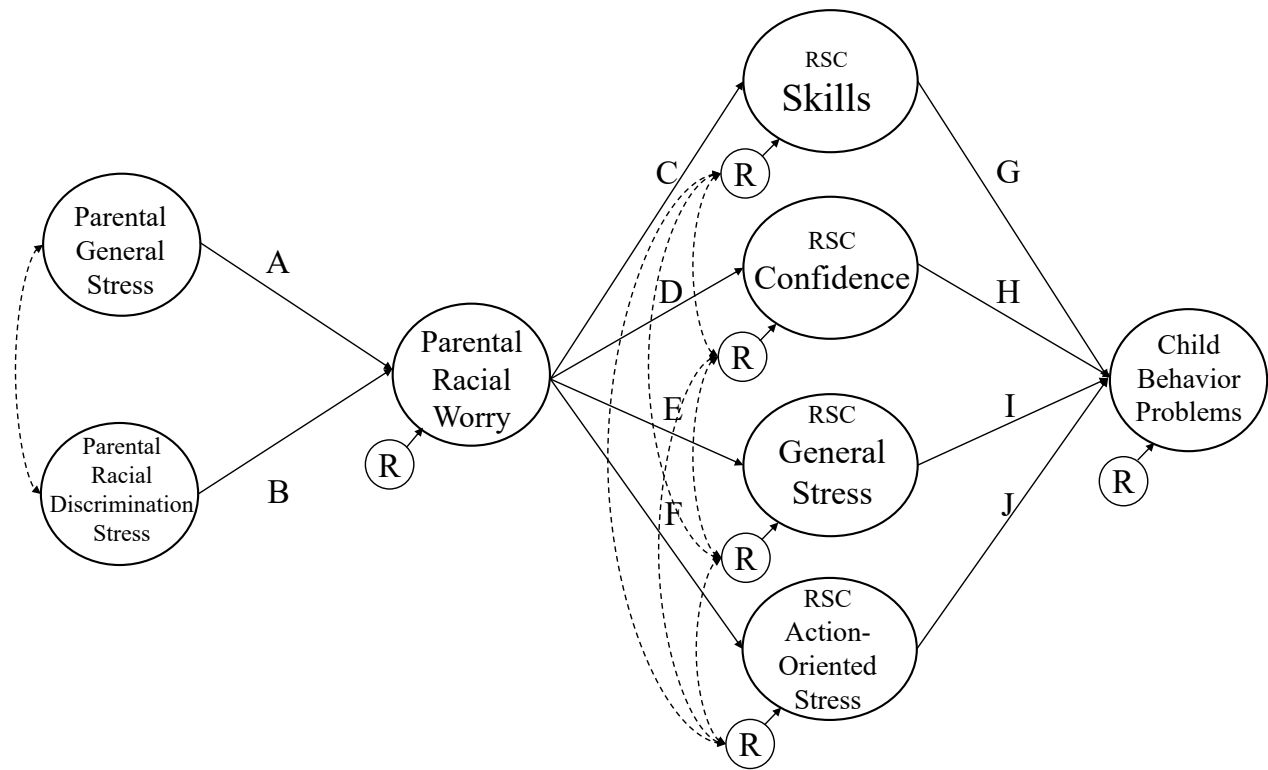 Parental
General
Stress
A
Parental
Racial
Discrimination
Stress
B
Parental
Racial
Worry
R
C
D
E
F
RSC
Skills
R
RSC
Confidence
R
RSC
General
Stress
R
RSC
Action-
Oriented
Stress
R
G
H
I
J
Child
Behavior
Problems
R